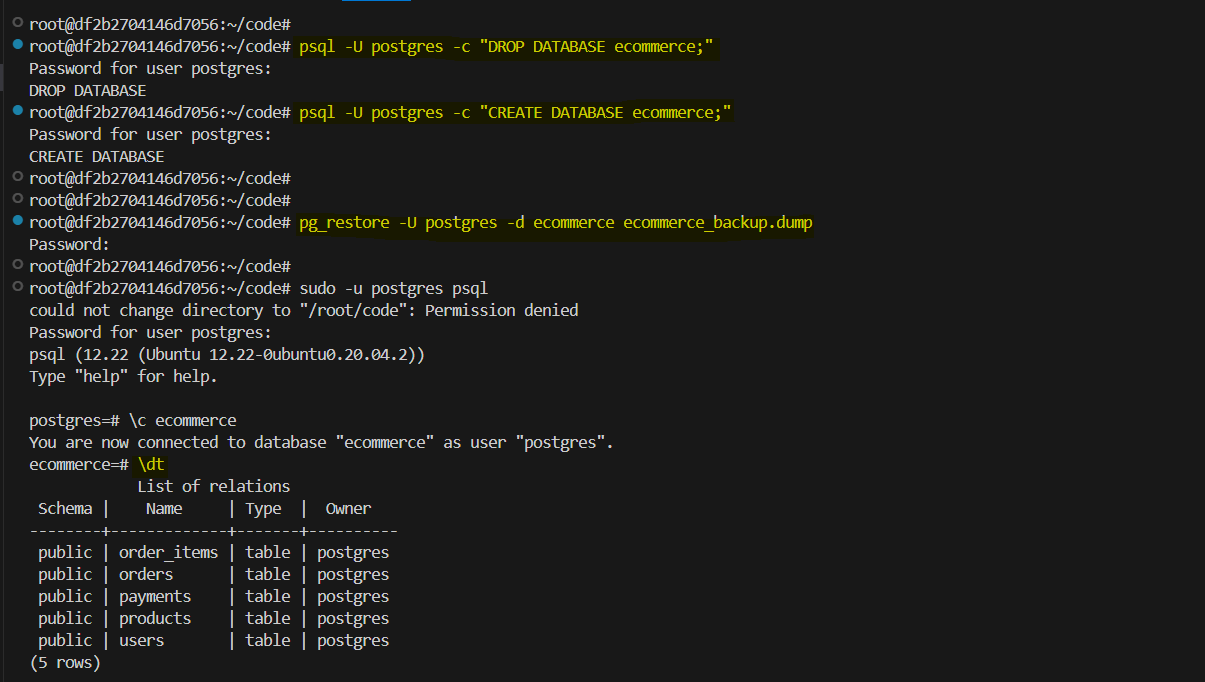 root@df2b2704146d7056:~/code#
root@df2b2704146d7056:~/code# psql -U postgres -c "DROP DATABASE ecommerce;"
Password for user postgres:
DROP DATABASE
root@df2b2704146d7056:~/code# psql -U postgres -c "CREATE DATABASE ecommerce;"
Password for user postgres:
CREATE DATABASE
root@df2b2704146d7056:~/code#
root@df2b2704146d7056:~/code#
root@df2b2704146d7056:~/code# pg_restore -U postgres -d ecommerce ecommerce_backup.dump
Password:
root@df2b2704146d7056:~/code#
root@df2b2704146d7056:~/code# sudo -u postgres psql
could not change directory to "/root/code": Permission denied
Password for user postgres:
psql (12.22 (Ubuntu 12.22-0ubuntu0.20.04.2))
Type "help" for help.

postgres=# \c ecommerce
You are now connected to database "ecommerce" as user "postgres".
ecommerce=# \dt
            List of relations
 Schema |    Name     | Type  |  Owner
--------+-------------+-------+----------
 public | order_items | table | postgres
 public | orders      | table | postgres
 public | payments    | table | postgres
 public | products    | table | postgres
 public | users       | table | postgres
(5 rows)